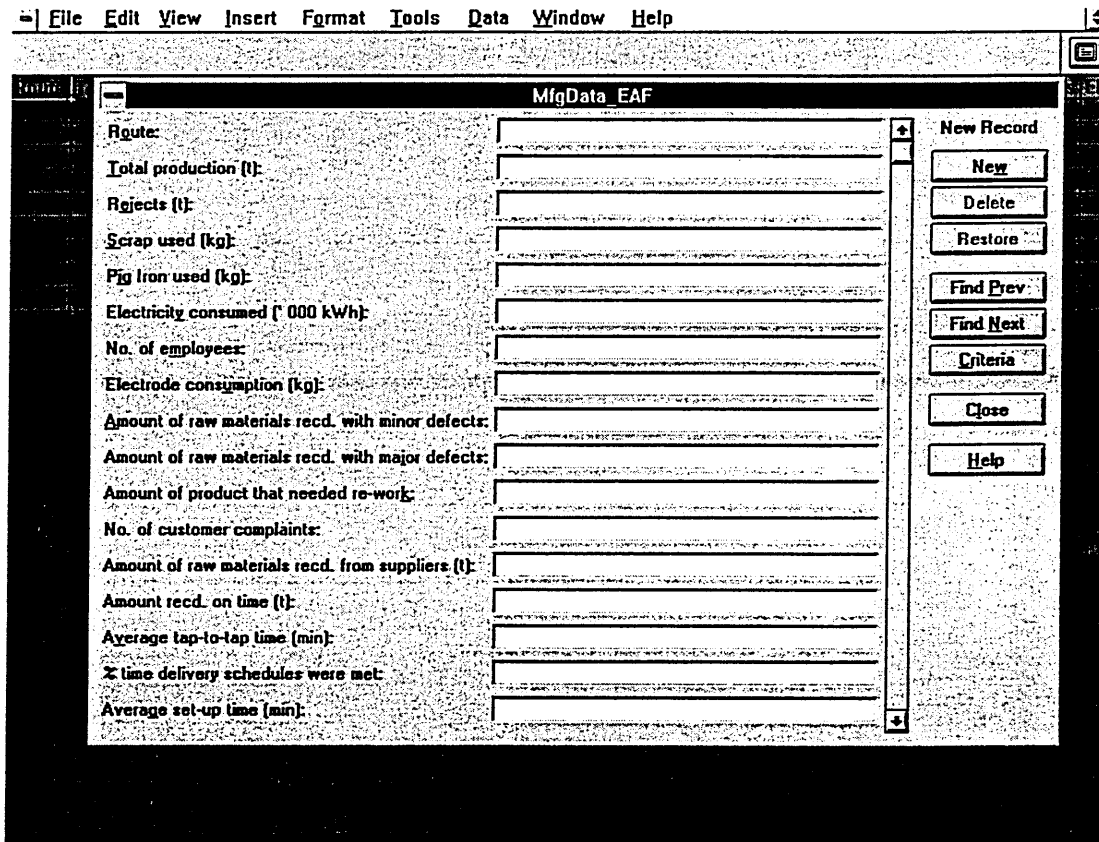 File Edit View Insert Format Tools Data Window Help
MfgData_EAF
Route: New Record
Total production (t): New
Rejects (t): Delete
Scrap used (kg): Restore
Pig Iron used (kg):
Find Prev
Electricity consumed (' 000 kWh):
Find Next
No. of employees:
Criteria
Electrode consumption (kg):
Close
Amount of raw materials recd. with minor defects:
Amount of raw materials recd. with major defects: Help
Amount of product that needed re-work:
No. of customer complaints:
Amount of raw materials recd. from suppliers (t):
Amount recd. on time (t):
Average tap-to-tap time (min):
% time delivery schedules were met:
Average set-up time (min):